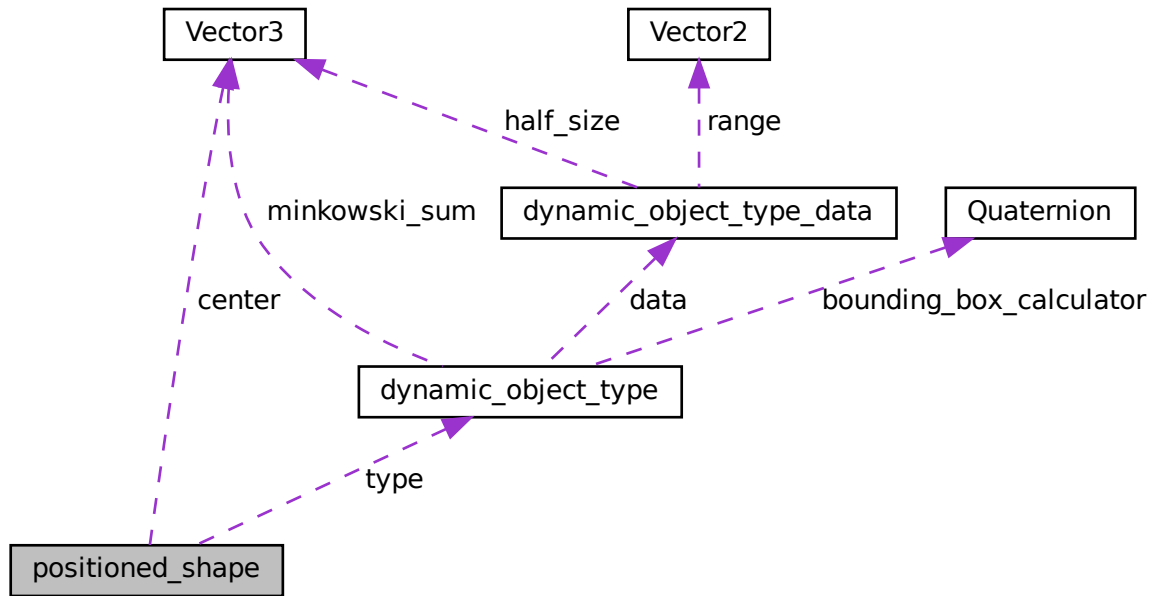 Vector3
Vector2
half_size
range
minkowski_sum
dynamic_object_type_data
Quaternion
center
data
bounding_box_calculator
dynamic_object_type
type
positioned_shape